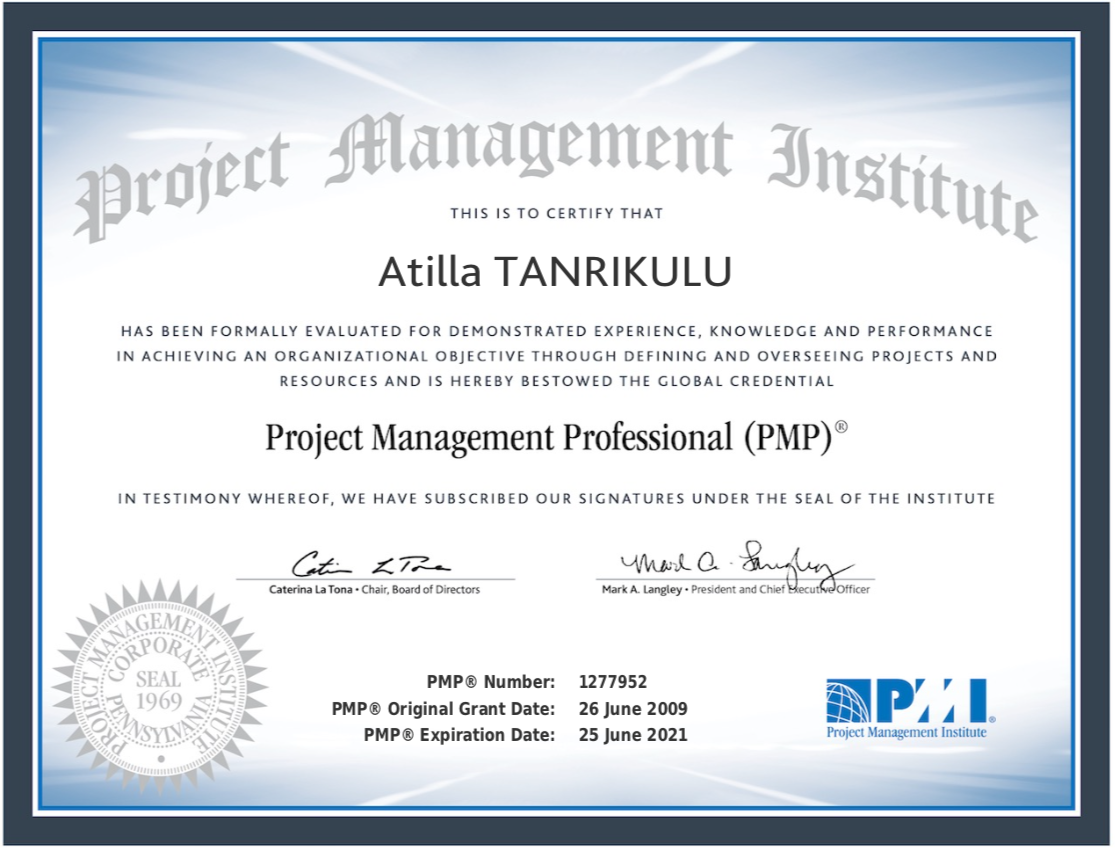 Project Management Institute
THIS IS TO CERTIFY THAT
Atilla TANRIKULU
HAS BEEN FORMALLY EVALUATED FOR DEMONSTRATED EXPERIENCE, KNOWLEDGE AND PERFORMANCE
IN ACHIEVING AN ORGANIZATIONAL OBJECTIVE THROUGH DEFINING AND OVERSEEING PROJECTS AND
RESOURCES AND IS HEREBY BESTOWED THE GLOBAL CREDENTIAL
Project Management Professional (PMP)®
IN TESTIMONY WHEREOF, WE HAVE SUBSCRIBED OUR SIGNATURES UNDER THE SEAL OF THE INSTITUTE
Caterina La Tona • Chair, Board of Directors
Mark A. Langley
Mark A. Langley • President and Chief Executive Officer
PROJECT MANAGEMENT INSTITUTE
CORPORATE
SEAL
1969
PENNSYLVANIA
PMP® Number: 1277952
PMP® Original Grant Date: 26 June 2009
PMP® Expiration Date: 25 June 2021
PMI®
Project Management Institute